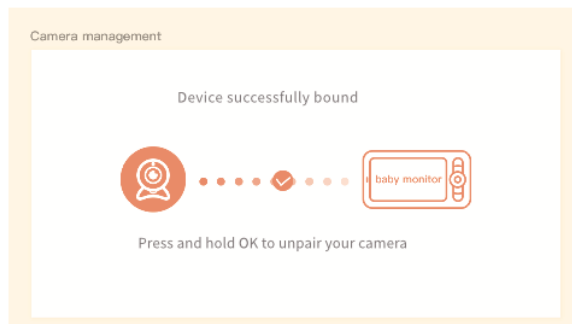 Camera management
Device successfully bound
baby monitor
Press and hold OK to unpair your camera